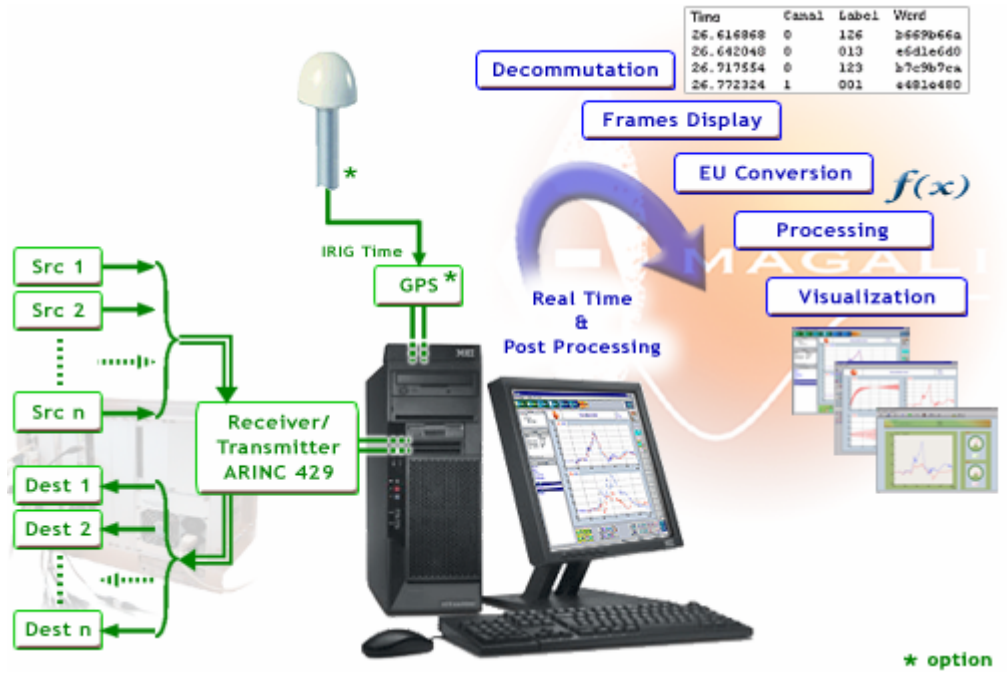 Time Canal Label Word
26.616868 0 126 b669b66a
26.642048 0 013 e6d1e6d0
26.717554 0 123 b7c9b7ca
26.772324 1 001 e481e480
Decommutation
Frames Display
EU Conversion
f(x)
Processing
MAGALI
Visualization
*
IRIG Time
GPS *
Real Time
&
Post Processing
Src 1
Src 2
Src n
Receiver/
Transmitter
ARINC 429
Dest 1
Dest 2
Dest n
* option